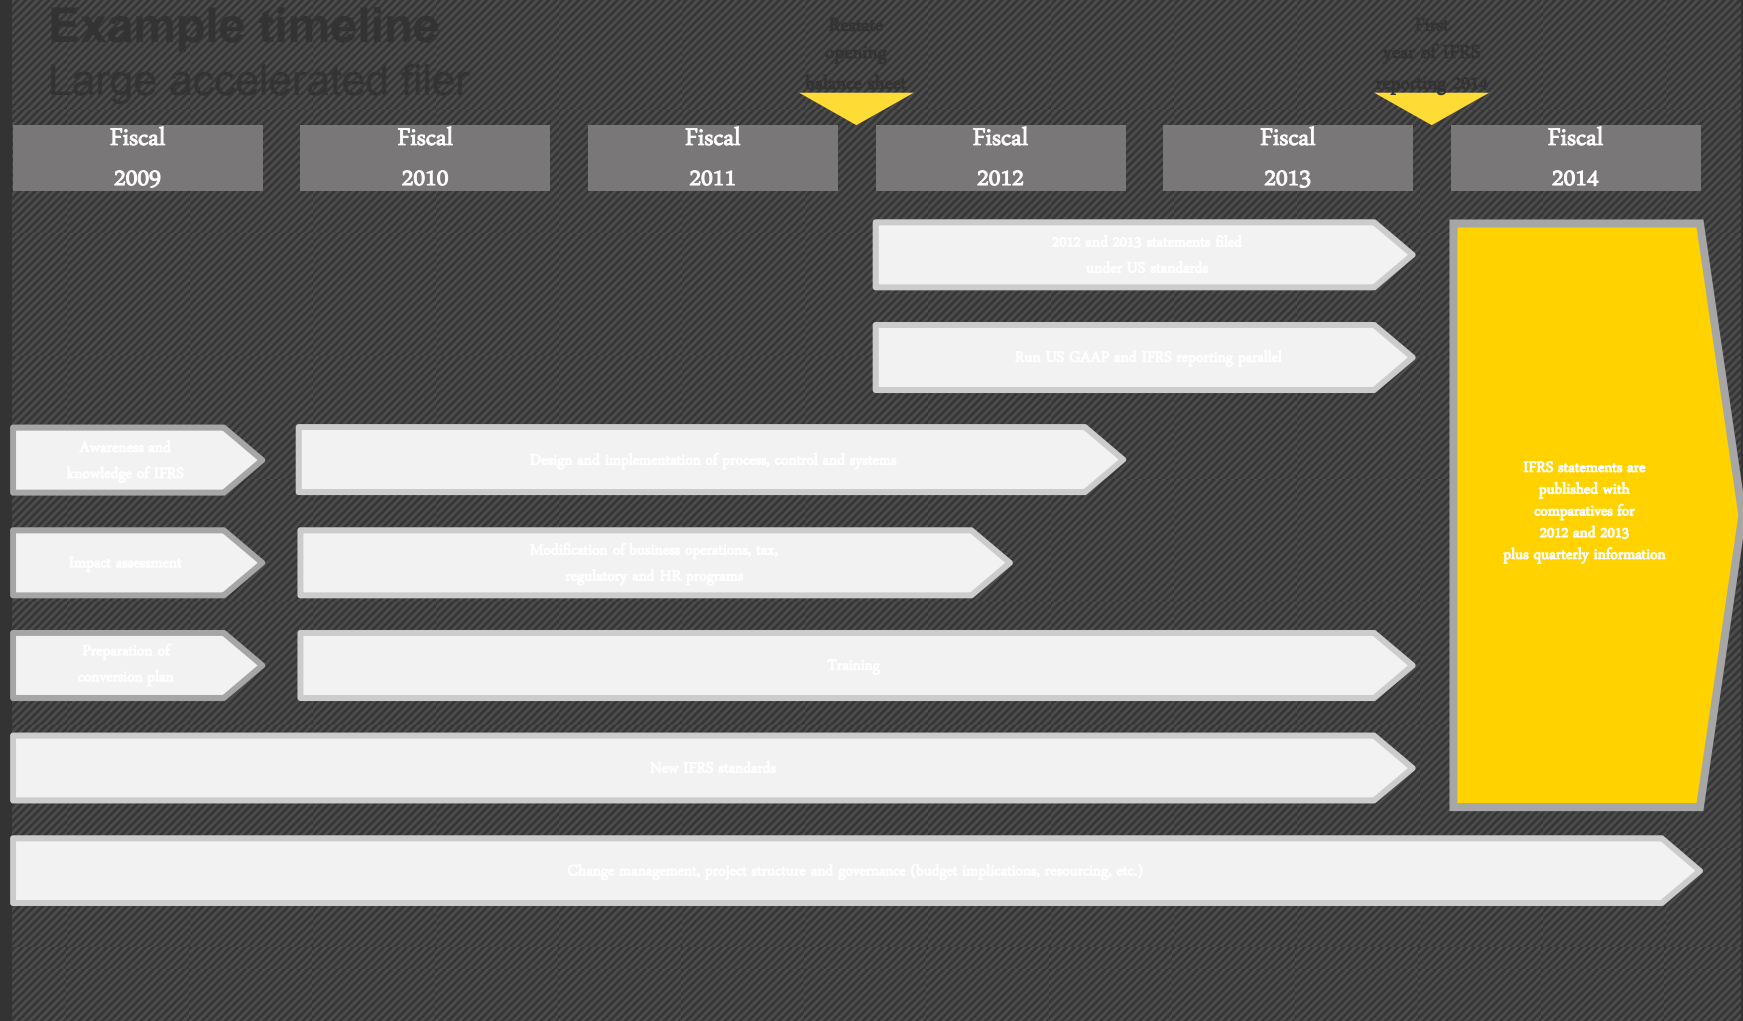 Example timeline
Large accelerated filer
Restate
opening
balance sheet
First
year of IFRS
reporting 2014
Fiscal
2009
Fiscal
2010
Fiscal
2011
Fiscal
2012
Fiscal
2013
Fiscal
2014
2012 and 2013 statements filed
under US standards
Run US GAAP and IFRS reporting parallel
Awareness and
knowledge of IFRS
Design and implementation of process, control and systems
IFRS statements are
published with
comparatives for
2012 and 2013
plus quarterly information
Impact assessment
Modification of business operations, tax,
regulatory and HR programs
Preparation of
conversion plan
Training
New IFRS standards
Change management, project structure and governance (budget implications, resourcing, etc.)